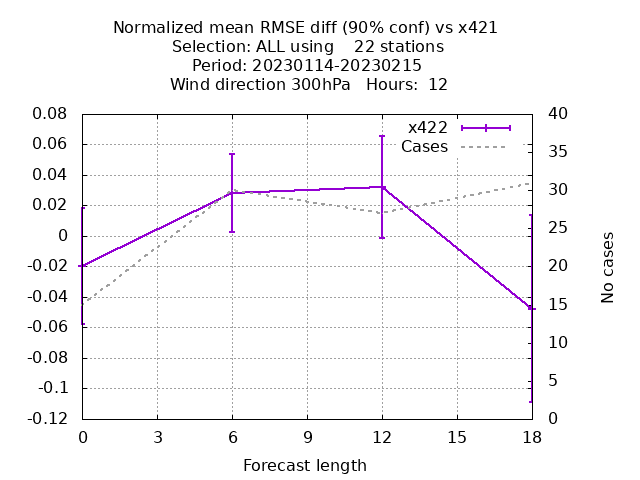 Normalized mean RMSE diff (90% conf) vs x421
Selection: ALL using    22 stations
Period: 20230114-20230215
Wind direction 300hPa   Hours:  12
x422
Cases
0.08
0.06
0.04
0.02
0
-0.02
-0.04
-0.06
-0.08
-0.1
-0.12
40
35
30
25
20
15
10
5
0
No cases
0 3 6 9 12 15 18
Forecast length